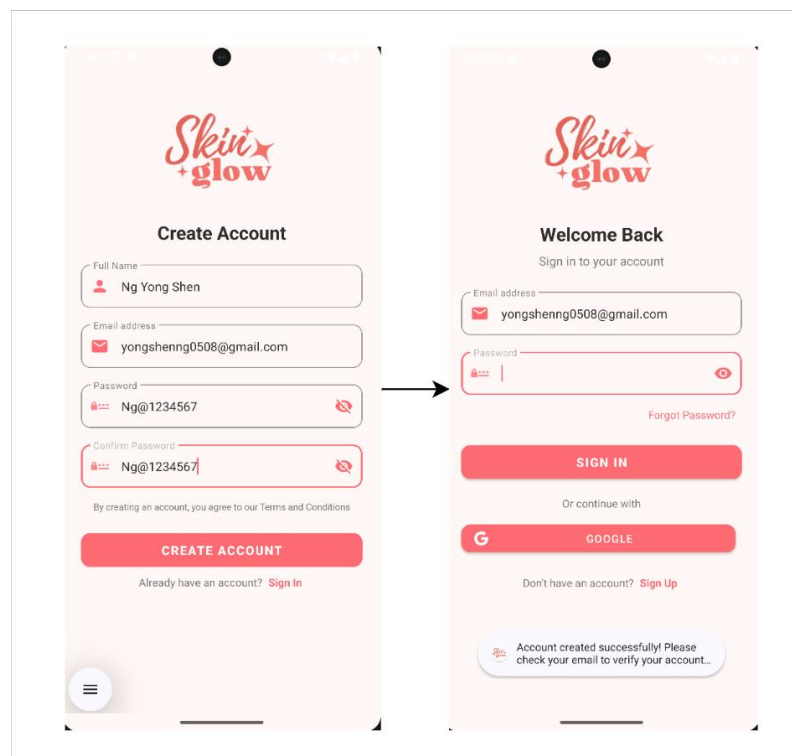 Skin
glow
Create Account
Full Name
Ng Yong Shen
Email address
yongshenng0508@gmail.com
Password
Ng@1234567
Confirm Password
Ng@1234567
By creating an account, you agree to our Terms and Conditions
CREATE ACCOUNT
Already have an account? Sign In
Skin
glow
Welcome Back
Sign in to your account
Email address
yongshenng0508@gmail.com
Password
Forgot Password?
SIGN IN
Or continue with
G
GOOGLE
Don't have an account? Sign Up
Account created successfully! Please
check your email to verify your account...